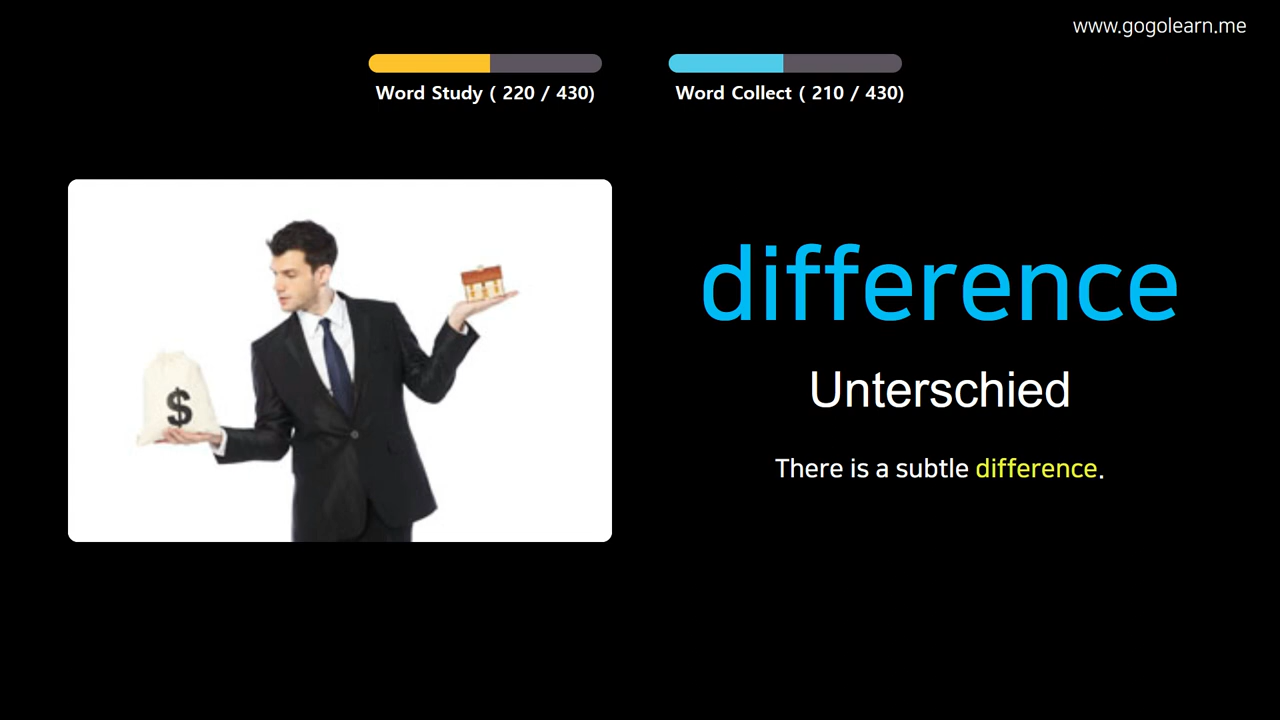 www.gogolearn.me
Word Study ( 220 / 430)
Word Collect ( 210 / 430)
$
difference
Unterschied
There is a subtle difference.